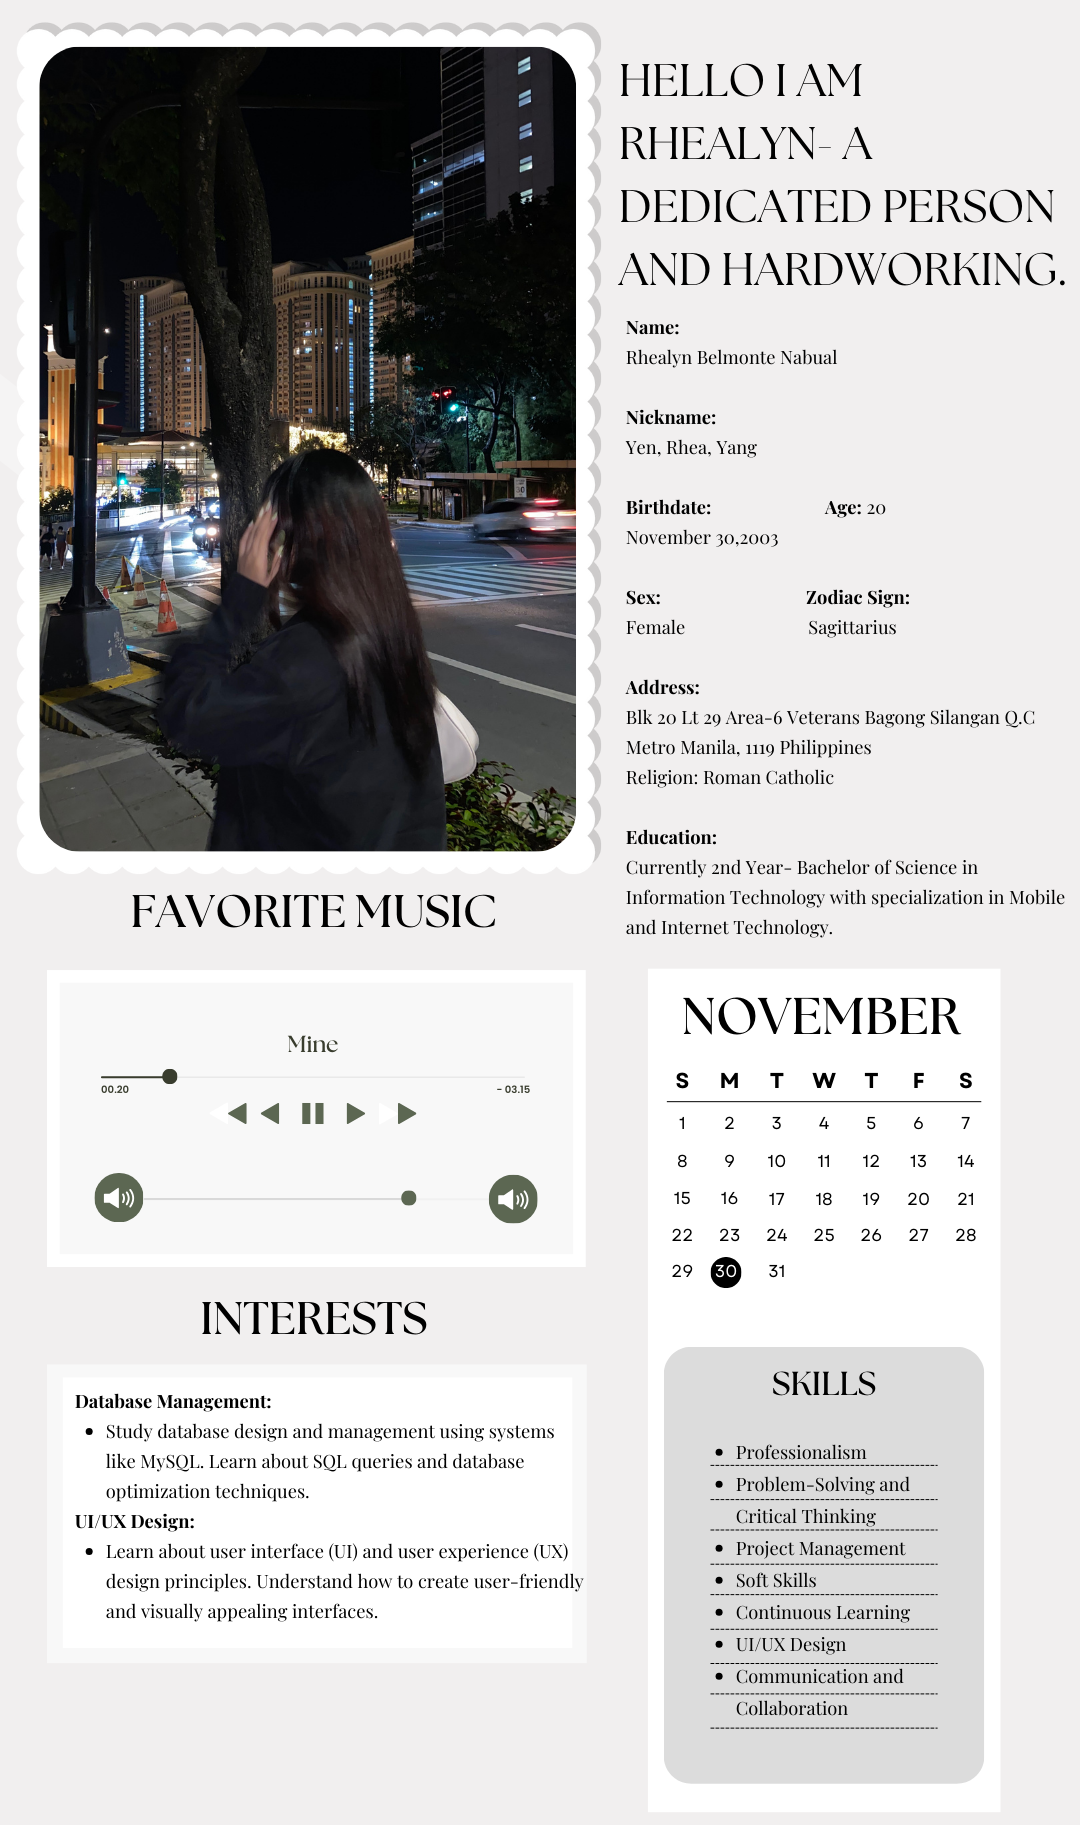 HELLO I AM
RHEALYN- A
DEDICATED PERSON
AND HARDWORKING.
Name:
Rhealyn Belmonte Nabual
Nickname:
Yen, Rhea, Yang
Birthdate: Age: 20
November 30,2003
Sex: Zodiac Sign:
Female Sagittarius
Address:
Blk 20 Lt 29 Area-6 Veterans Bagong Silangan Q.C
Metro Manila, 1119 Philippines
Religion: Roman Catholic
Education:
Currently 2nd Year- Bachelor of Science in
Information Technology with specialization in Mobile
and Internet Technology.
FAVORITE MUSIC
Mine
00.20 - 03.15
INTERESTS
Database Management:
• Study database design and management using systems
like MySQL. Learn about SQL queries and database
optimization techniques.
UI/UX Design:
• Learn about user interface (UI) and user experience (UX)
design principles. Understand how to create user-friendly
and visually appealing interfaces.
NOVEMBER
S M T W T F S
1 2 3 4 5 6 7
8 9 10 11 12 13 14
15 16 17 18 19 20 21
22 23 24 25 26 27 28
29 30 31
SKILLS
• Professionalism
• Problem-Solving and
Critical Thinking
• Project Management
• Soft Skills
• Continuous Learning
• UI/UX Design
• Communication and
Collaboration